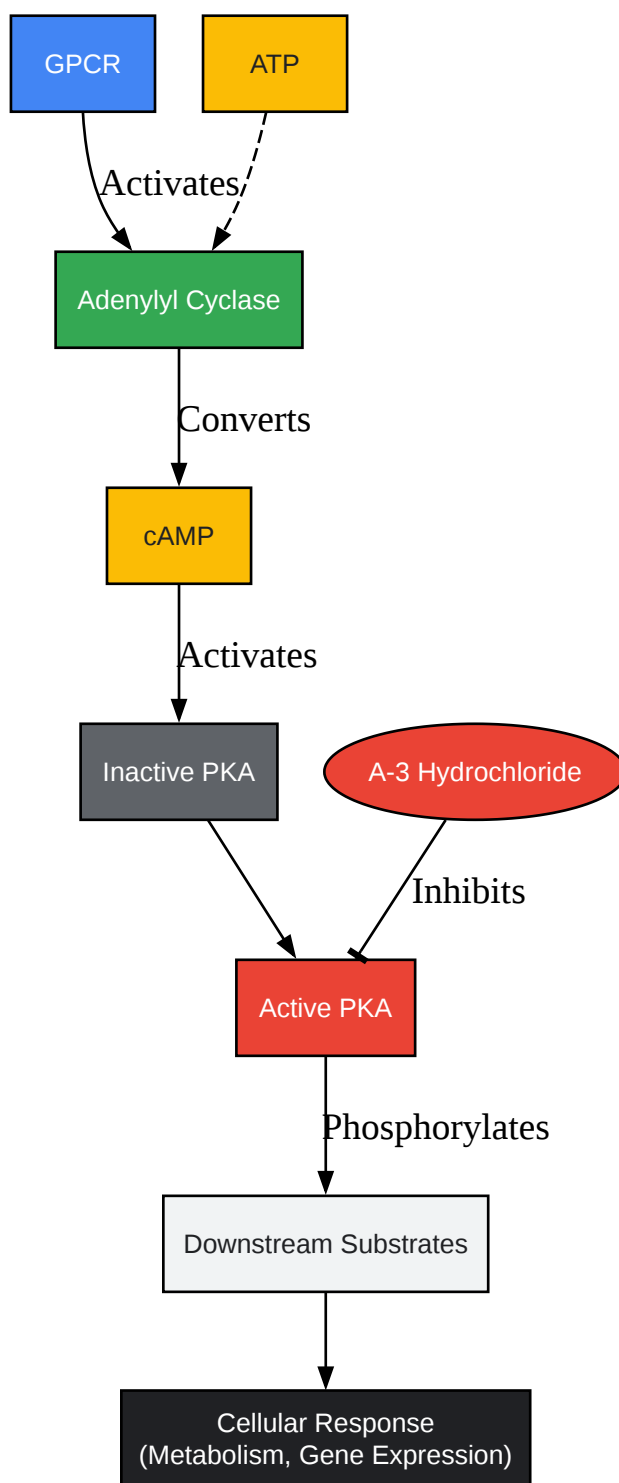 GPCR
ATP
Activates
Adenylyl Cyclase
Converts
cAMP
Activates
Inactive PKA
A-3 Hydrochloride
Inhibits
Active PKA
Phosphorylates
Downstream Substrates
Cellular Response
(Metabolism, Gene Expression)